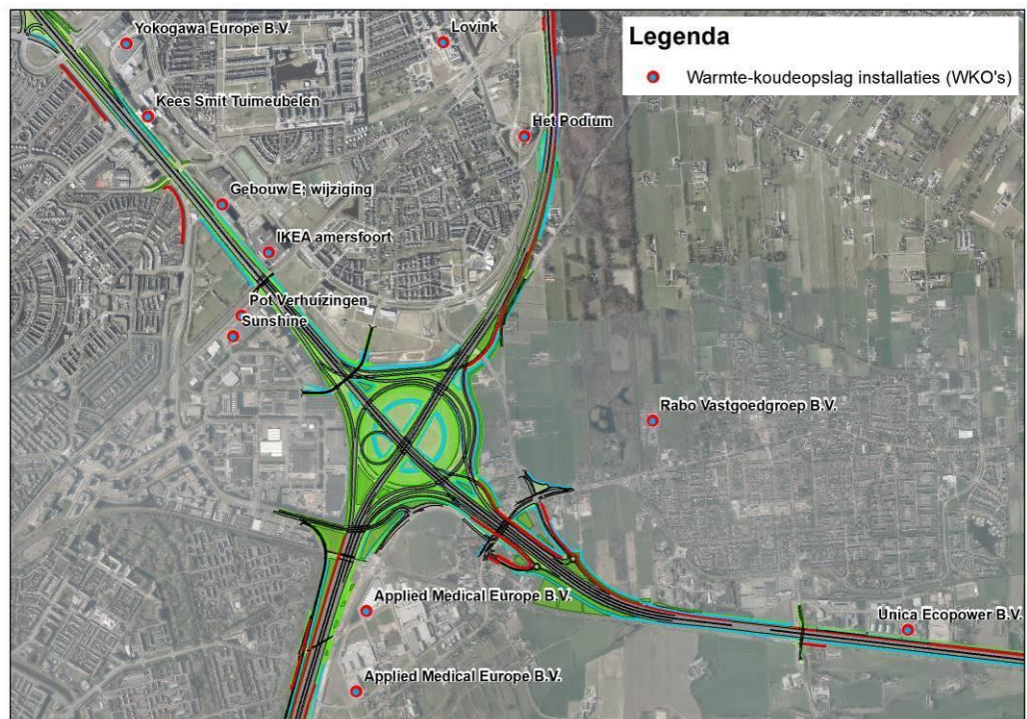 Yokogawa Europe B.V.
Lovink
Legenda
Warmte-koudeopslag installaties (WKO's)
Kees Smit Tuimeubelen
Het Podium
Gebouw E; wijziging
IKEA amersfoort
Pot Verhuizingen
Sunshine
Rabo Vastgoedgroep B.V.
Applied Medical Europe B.V.
Unica Ecopower B.V.
Applied Medical Europe B.V.